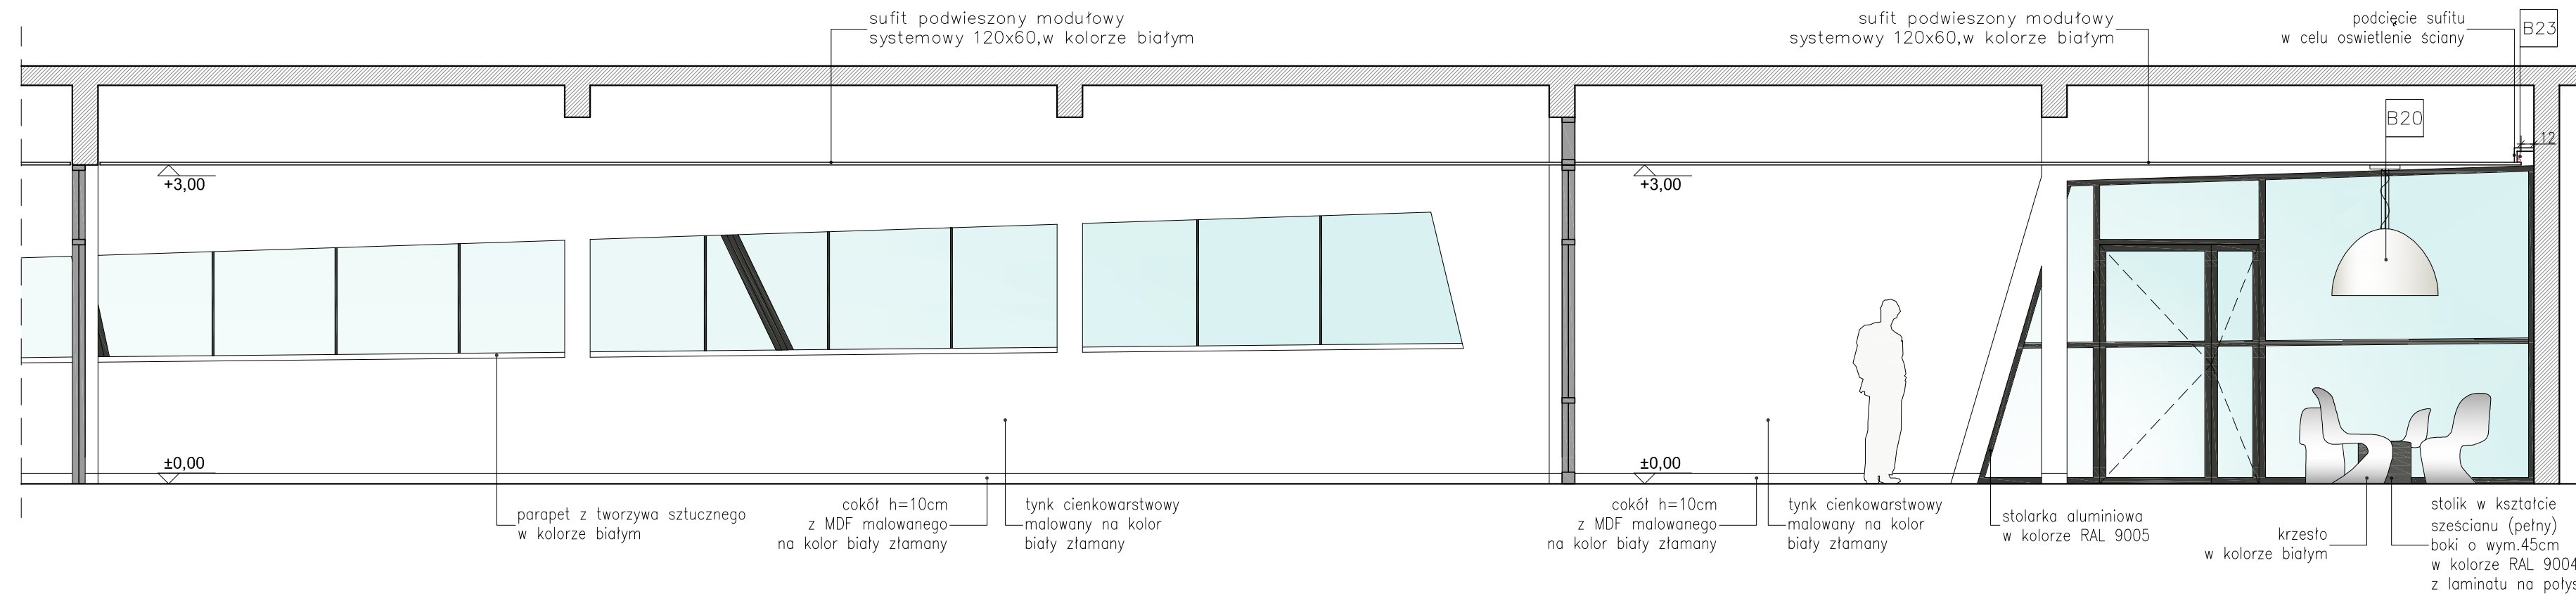 sufit podwieszony modułowy
systemowy 120x60,w kolorze białym
sufit podwieszony modułowy
systemowy 120x60,w kolorze białym
podcięcie sufitu
w celu oswietlenie ściany
B23
B20
12
+3,00
+3,00
±0,00
±0,00
parapet z tworzywa sztucznego
w kolorze białym
cokół h=10cm
z MDF malowanego
na kolor biały złamany
tynk cienkowarstwowy
malowany na kolor
biały złamany
cokół h=10cm
z MDF malowanego
na kolor biały złamany
tynk cienkowarstwowy
malowany na kolor
biały złamany
stolarka aluminiowa
w kolorze RAL 9005
krzesło
w kolorze białym
stolik w kształcie
sześcianu (pełny)
boki o wym.45cm
w kolorze RAL 9004
z laminatu na połys